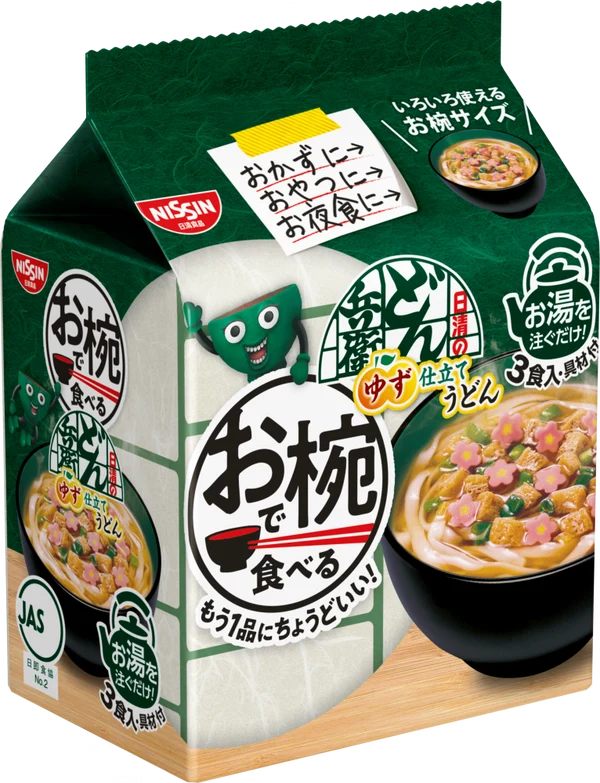 いろいろ使える
お椀サイズ
おかずに→
おやつに→
お夜食に→
NISSIN
日清食品
日清の
どん兵衛
ゆず仕立て
うどん
お湯を
注ぐだけ!
3食入・具材付
お椀で
食べる
もう1品にちょうどいい!
NISSIN
日清食品
お椀で
食べる
日清の
どん兵衛
ゆず仕立て
うどん
JAS
日即食協
No.2
お湯を
注ぐだけ!
3食入・具材付